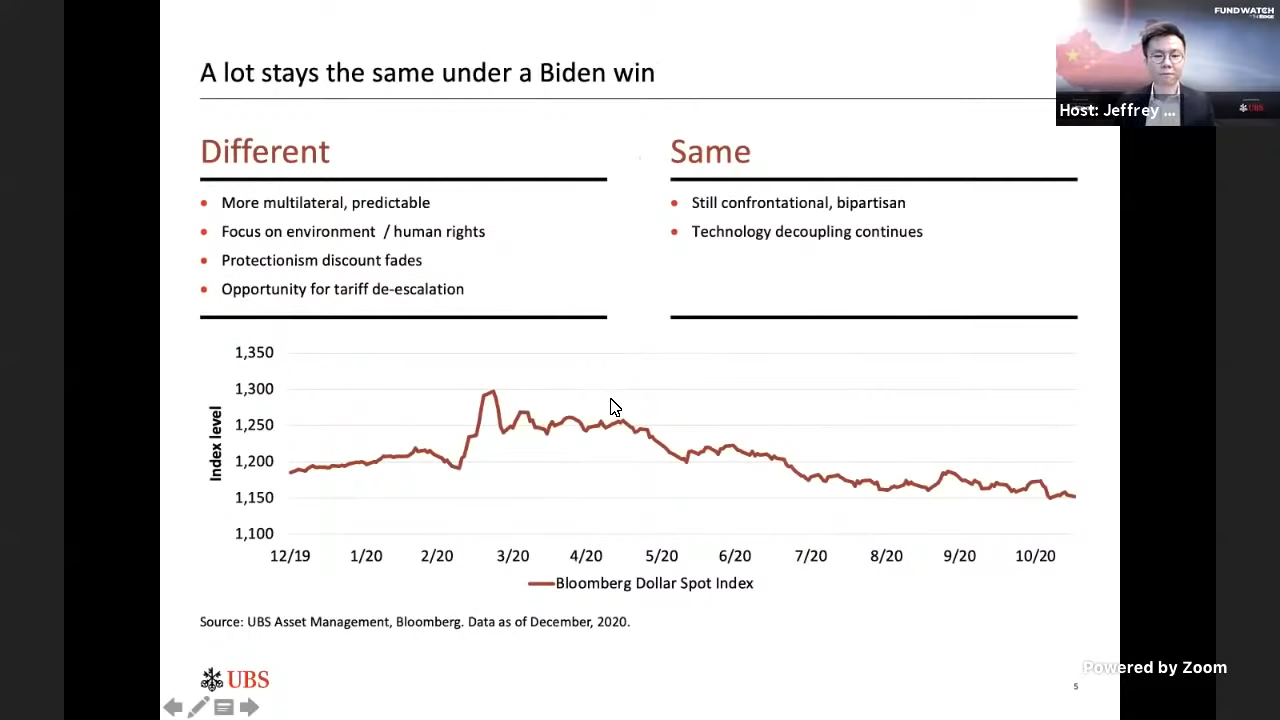 FUNDWATCH
Host: Jeffrey ...
UBS
A lot stays the same under a Biden win
Different
More multilateral, predictable
Focus on environment / human rights
Protectionism discount fades
Opportunity for tariff de-escalation
Same
Still confrontational, bipartisan
Technology decoupling continues
Index level
1,350
1,300
1,250
1,200
1,150
1,100
12/19 1/20 2/20 3/20 4/20 5/20 6/20 7/20 8/20 9/20 10/20
Bloomberg Dollar Spot Index
Source: UBS Asset Management, Bloomberg. Data as of December, 2020.
UBS
5
Powered by Zoom